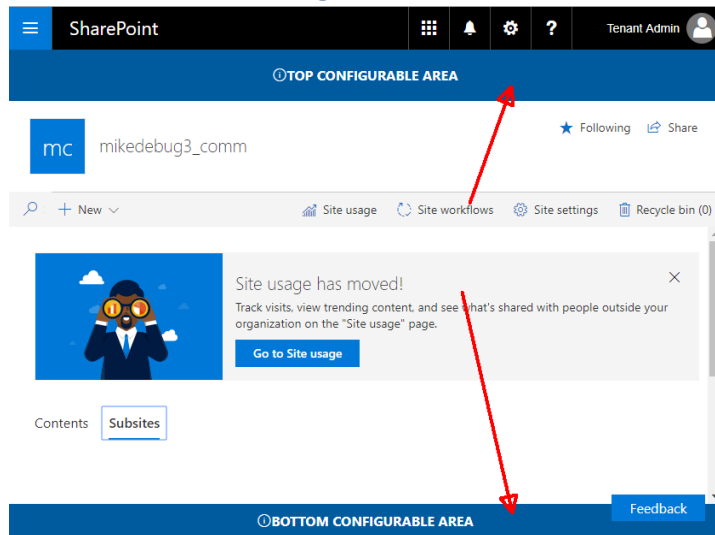 SharePoint
?
Tenant Admin
ⓘTOP CONFIGURABLE AREA
mc
mikedebug3_comm
Following
Share
New
Site usage
Site workflows
Site settings
Recycle bin (0)
Site usage has moved!
Track visits, view trending content, and see what's shared with people outside your
organization on the "Site usage" page.
Go to Site usage
Contents
Subsites
Feedback
ⓘBOTTOM CONFIGURABLE AREA